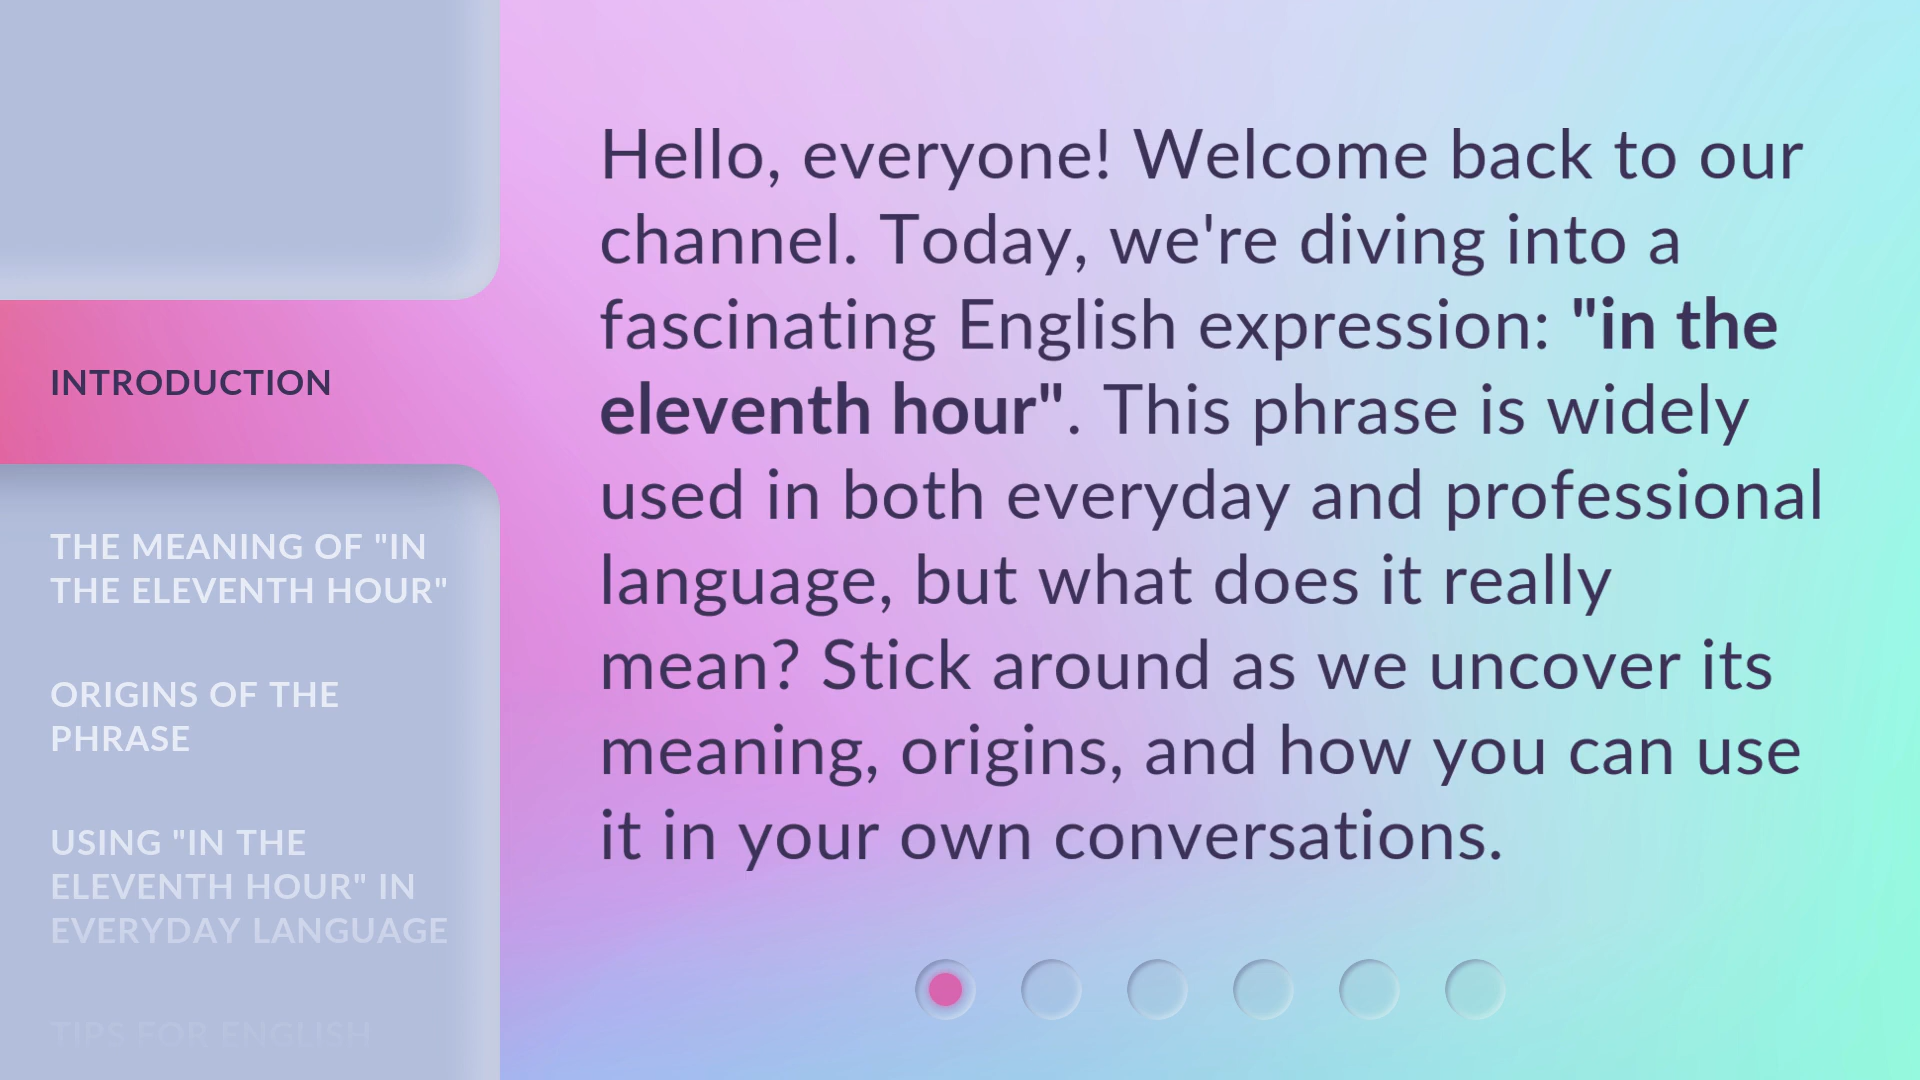 INTRODUCTION
THE MEANING OF "IN
THE ELEVENTH HOUR"
ORIGINS OF THE
PHRASE
USING "IN THE
ELEVENTH HOUR" IN
EVERYDAY LANGUAGE
TIPS FOR ENGLISH
Hello, everyone! Welcome back to our
channel. Today, we're diving into a
fascinating English expression: "in the
eleventh hour". This phrase is widely
used in both everyday and professional
language, but what does it really
mean? Stick around as we uncover its
meaning, origins, and how you can use
it in your own conversations.